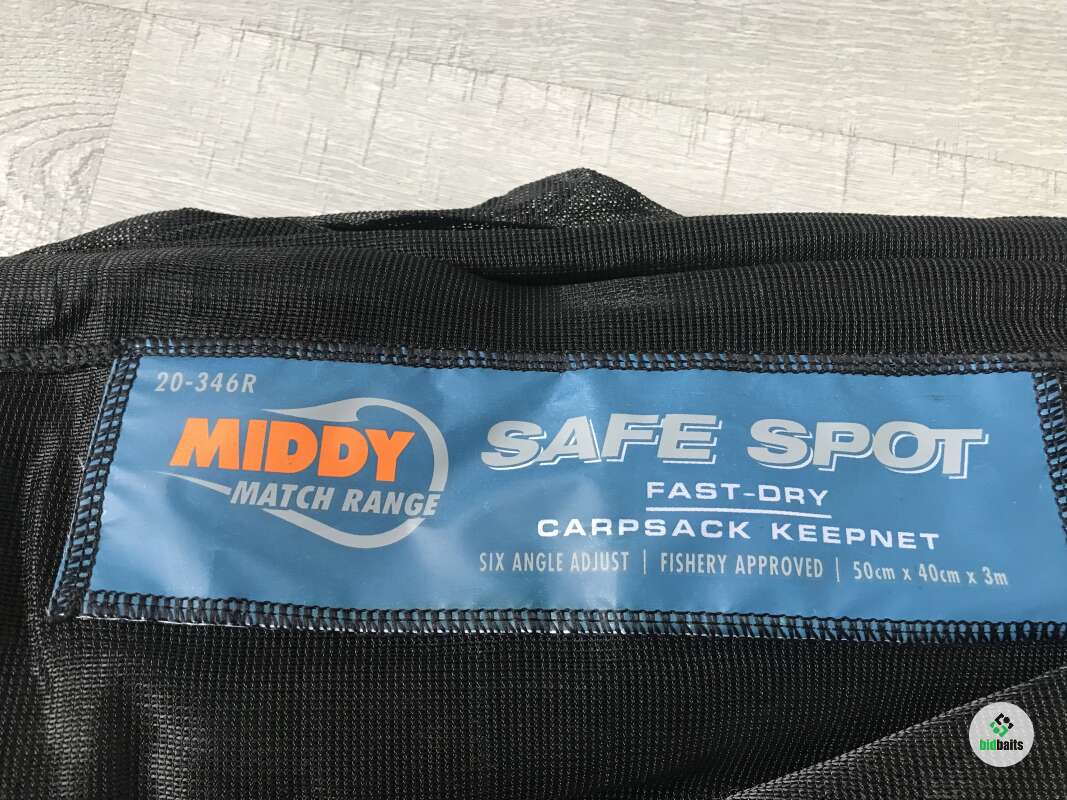 20-346R
MIDDY
MATCH RANGE
SAFE SPOT
FAST-DRY
CARPSACK KEEPNET
SIX ANGLE ADJUST | FISHERY APPROVED | 50cm x 40cm x 3m
bidbaits